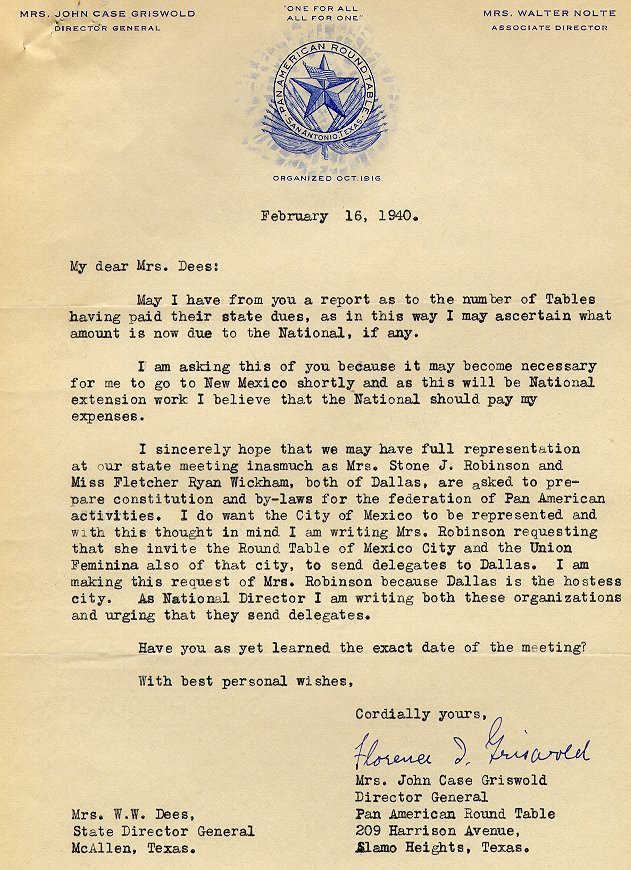 MRS. JOHN CASE GRISWOLD
DIRECTOR GENERAL
"ONE FOR ALL
ALL FOR ONE"
MRS. WALTER NOLTE
ASSOCIATE DIRECTOR
PAN AMERICAN ROUND TABLE
SAN ANTONIO, TEXAS
ORGANIZED OCT. 1916
February 16, 1940.
My dear Mrs. Dees:
May I have from you a report as to the number of Tables
having paid their state dues, as in this way I may ascertain what
amount is now due to the National, if any.
I am asking this of you because it may become necessary
for me to go to New Mexico shortly and as this will be National
extension work I believe that the National should pay my
expenses.
I sincerely hope that we may have full representation
at our state meeting inasmuch as Mrs. Stone J. Robinson and
Miss Fletcher Ryan Wickham, both of Dallas, are asked to pre-
pare constitution and by-laws for the federation of Pan American
activities. I do want the City of Mexico to be represented and
with this thought in mind I am writing Mrs. Robinson requesting
that she invite the Round Table of Mexico City and the Union
Feminina also of that city, to send delegates to Dallas. I am
making this request of Mrs. Robinson because Dallas is the hostess
city. As National Director I am writing both these organizations
and urging that they send delegates.
Have you as yet learned the exact date of the meeting?
With best personal wishes,
Cordially yours,
Florence J. Griswold
Mrs. John Case Griswold
Director General
Pan American Round Table
209 Harrison Avenue,
Alamo Heights, Texas.
Mrs. W.W. Dees,
State Director General
McAllen, Texas.